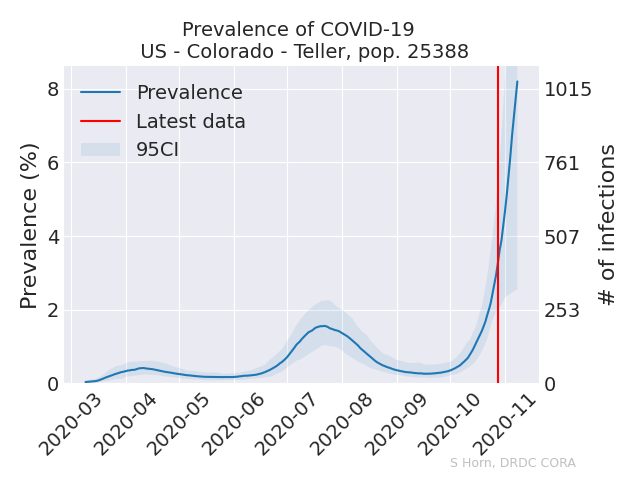 Prevalence of COVID-19
US - Colorado - Teller, pop. 25388
Prevalence
Latest data
95CI
Prevalence (%)
8
6
4
2
0
1015
761
507
253
0
# of infections
2020-03
2020-04
2020-05
2020-06
2020-07
2020-08
2020-09
2020-10
2020-11
S Horn, DRDC CORA